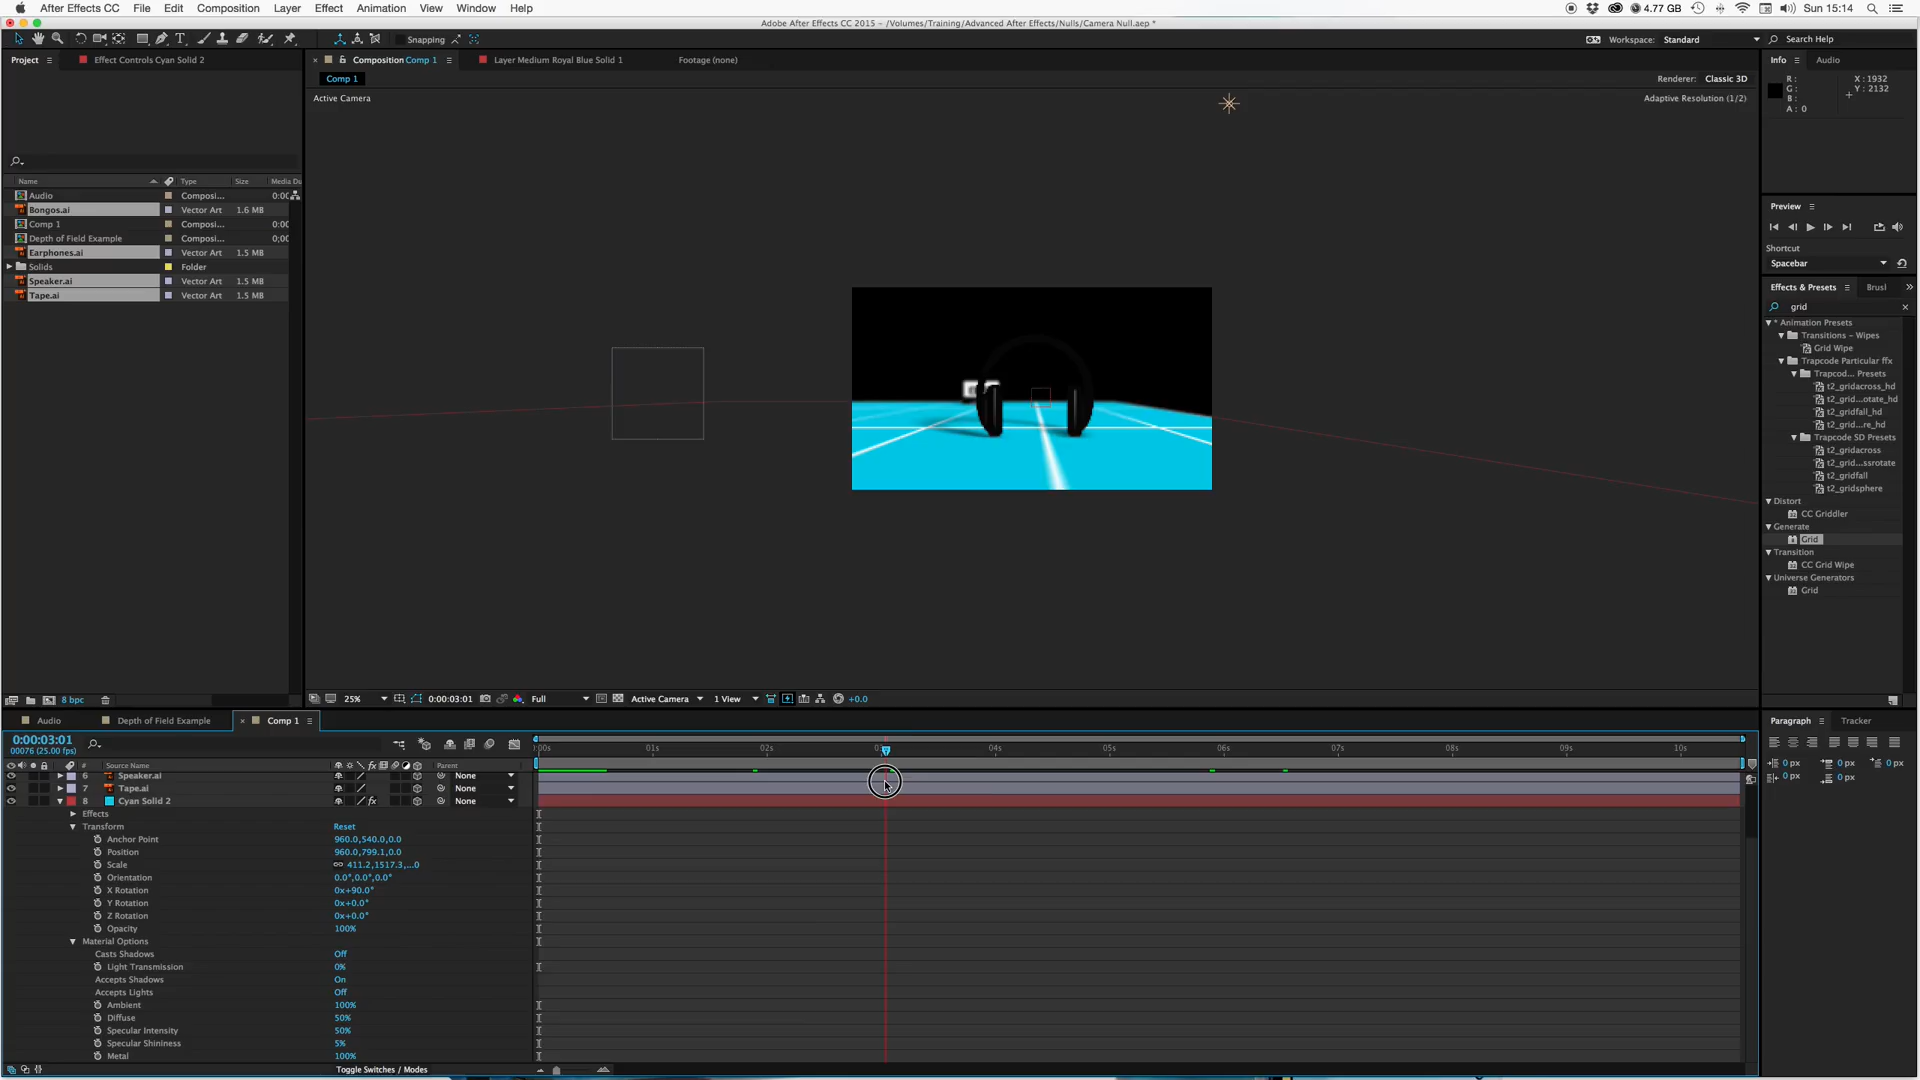 After Effects CC File Edit Composition Layer Effect Animation View Window Help 4.77 GB Sun 15:14
Adobe After Effects CC 2015 - /Volumes/Training/Advanced After Effects/Nulls/Camera Null.aep *
Snapping Workspace: Standard Search Help
Project Effect Controls Cyan Solid 2 Composition Comp 1 Layer Medium Royal Blue Solid 1 Footage (none) Info Audio
Comp 1 Renderer: Classic 3D
Active Camera Adaptive Resolution (1/2)
R: X: 1932
G: Y: 2132
B:
A: 0
Name Type Size Media Du
Audio Composi... 0:00
Bongos.ai Vector Art 1.6 MB
Comp 1 Composi... 0:00
Depth of Field Example Composi... 0;00
Earphones.ai Vector Art 1.5 MB
Solids Folder
Speaker.ai Vector Art 1.5 MB
Tape.ai Vector Art 1.5 MB
Preview
Shortcut
Spacebar
Effects & Presets Brusl
grid
* Animation Presets
Transitions - Wipes
Grid Wipe
Trapcode Particular ffx
Trapcod... Presets
t2_gridacross_hd
t2_grid...otate_hd
t2_gridfall_hd
t2_grid...re_hd
Trapcode SD Presets
t2_gridacross
t2_grid...ssrotate
t2_gridfall
t2_gridsphere
Distort
CC Griddler
Generate
Grid
Transition
CC Grid Wipe
Universe Generators
Grid
8 bpc 25% 0:00:03:01 Full Active Camera 1 View +0.0
Audio Depth of Field Example Comp 1 Paragraph Tracker
0:00:03:01
00076 (25.00 fps)
:00s 01s 02s 04s 05s 06s 07s 08s 09s 10s
# Source Name Parent
0 px 0 px 0 px
0 px 0 px
6 Speaker.ai None
7 Tape.ai None
8 Cyan Solid 2 None
Effects
Transform Reset
Anchor Point 960.0,540.0,0.0
Position 960.0,799.1,0.0
Scale 411.2,1517.3,...0
Orientation 0.0°,0.0°,0.0°
X Rotation 0x+90.0°
Y Rotation 0x+0.0°
Z Rotation 0x+0.0°
Opacity 100%
Material Options
Casts Shadows Off
Light Transmission 0%
Accepts Shadows On
Accepts Lights Off
Ambient 100%
Diffuse 50%
Specular Intensity 50%
Specular Shininess 5%
Metal 100%
Toggle Switches / Modes